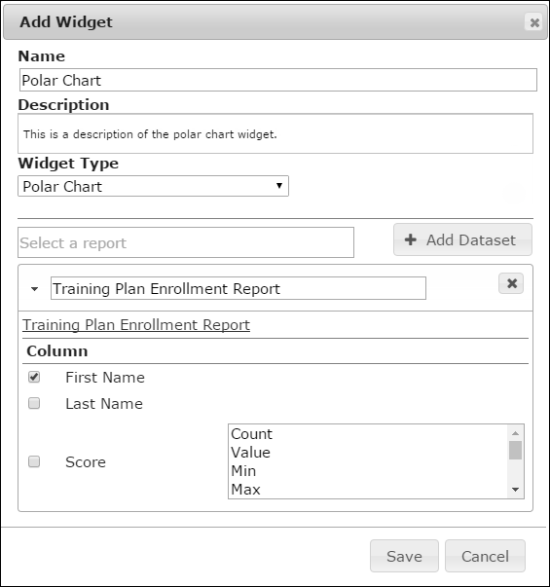 Add Widget
Name
Polar Chart
Description
This is a description of the polar chart widget.
Widget Type
Polar Chart
Select a report
Add Dataset
Training Plan Enrollment Report
Training Plan Enrollment Report
Column
First Name
Last Name
Score
Count
Value
Min
Max
Save
Cancel